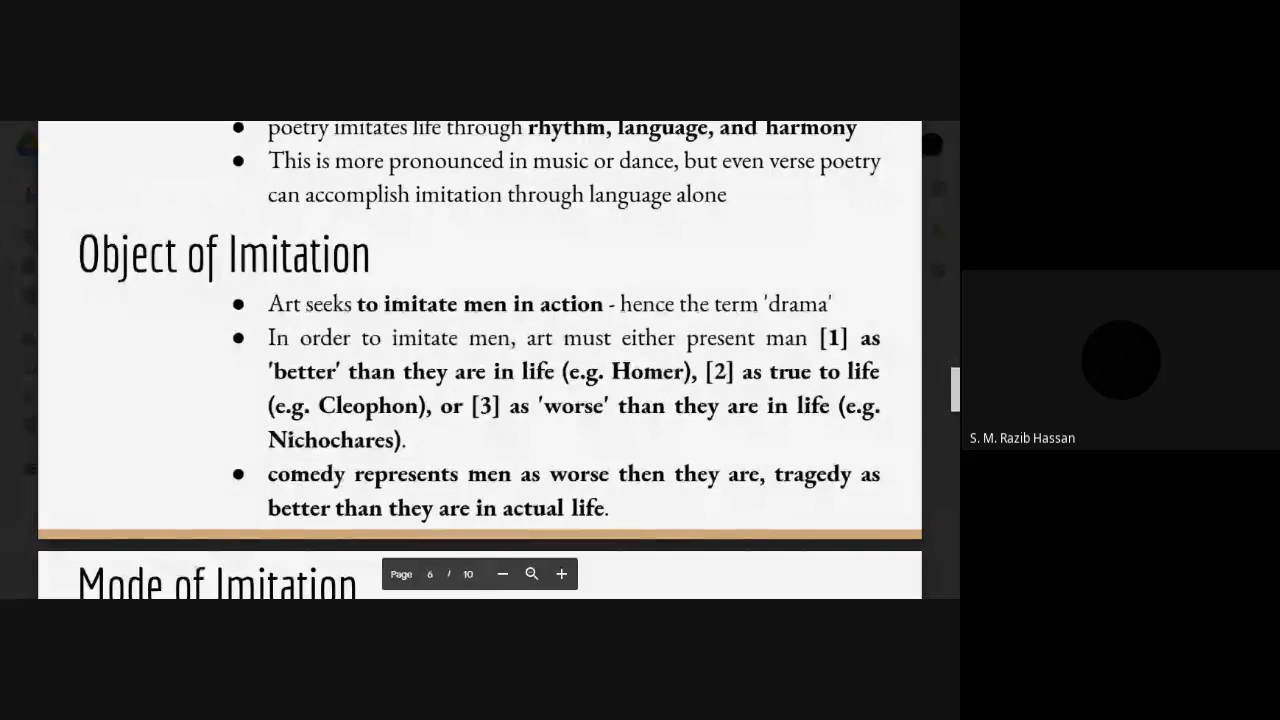 poetry imitates life through rhythm, language, and harmony
This is more pronounced in music or dance, but even verse poetry
can accomplish imitation through language alone
Object of Imitation
Art seeks to imitate men in action - hence the term 'drama'
In order to imitate men, art must either present man [1] as
'better' than they are in life (e.g. Homer), [2] as true to life
(e.g. Cleophon), or [3] as 'worse' than they are in life (e.g.
Nichochares).
comedy represents men as worse then they are, tragedy as
better than they are in actual life.
Mode of Imitation
Page 6 / 10
S. M. Razib Hassan